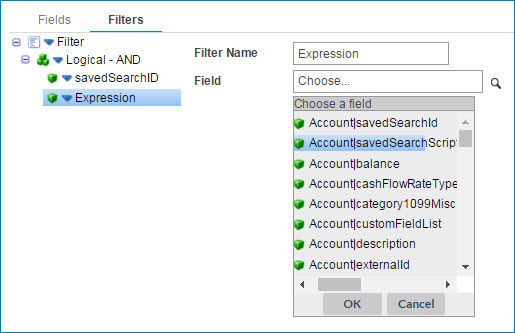 Fields Filters
Filter
Logical - AND
savedSearchID
Expression
Filter Name Expression
Field Choose...
Choose a field
Account|savedSearchId
Account|savedSearchScript
Account|balance
Account|cashFlowRateType
Account|category1099Misc
Account|customFieldList
Account|description
Account|externalId
OK Cancel